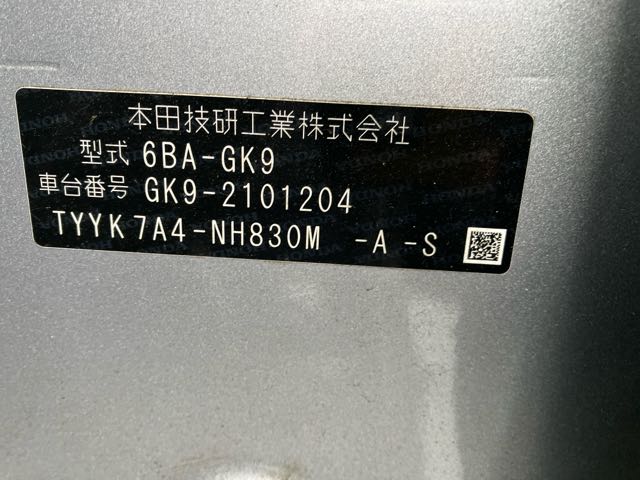 本田技研工業株式会社
型式 6BA-GK9
車台番号 GK9-2101204
TYYK7A4-NH830M -A -S